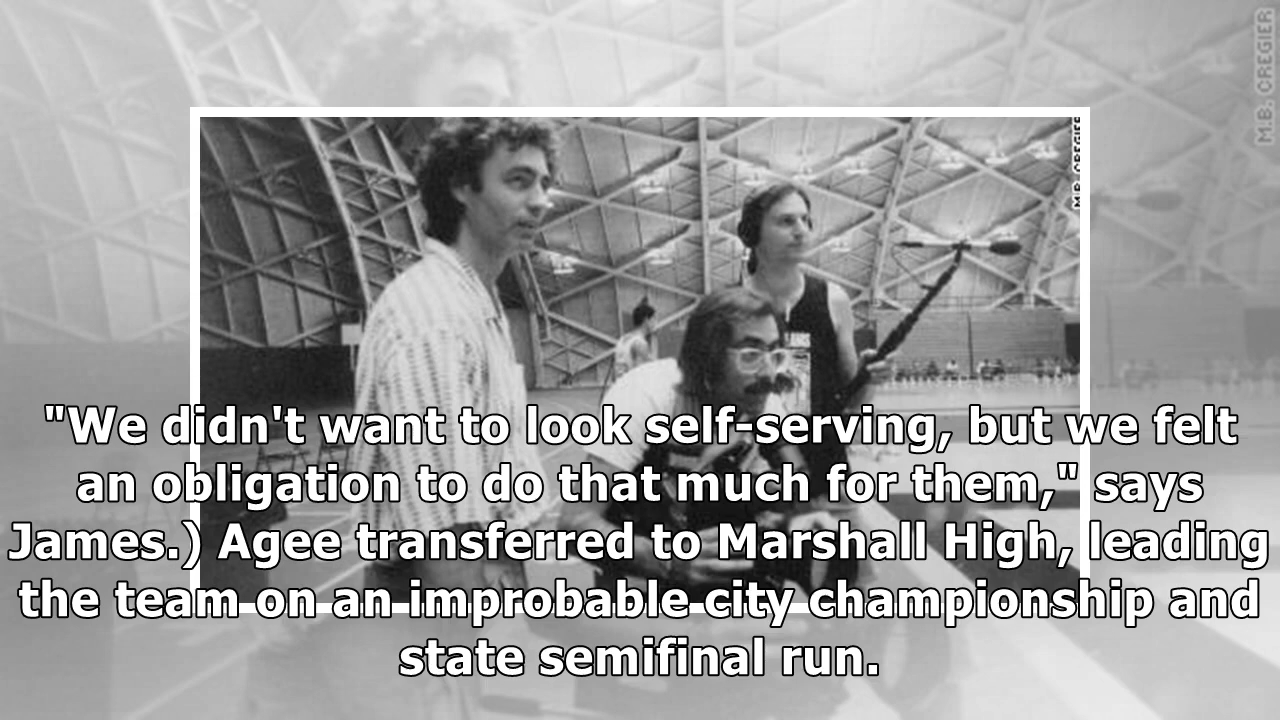 M.B. CREGIER
M.B. CREGIER
"We didn't want to look self-serving, but we felt
an obligation to do that much for them," says
James.) Agee transferred to Marshall High, leading
the team on an improbable city championship and
state semifinal run.